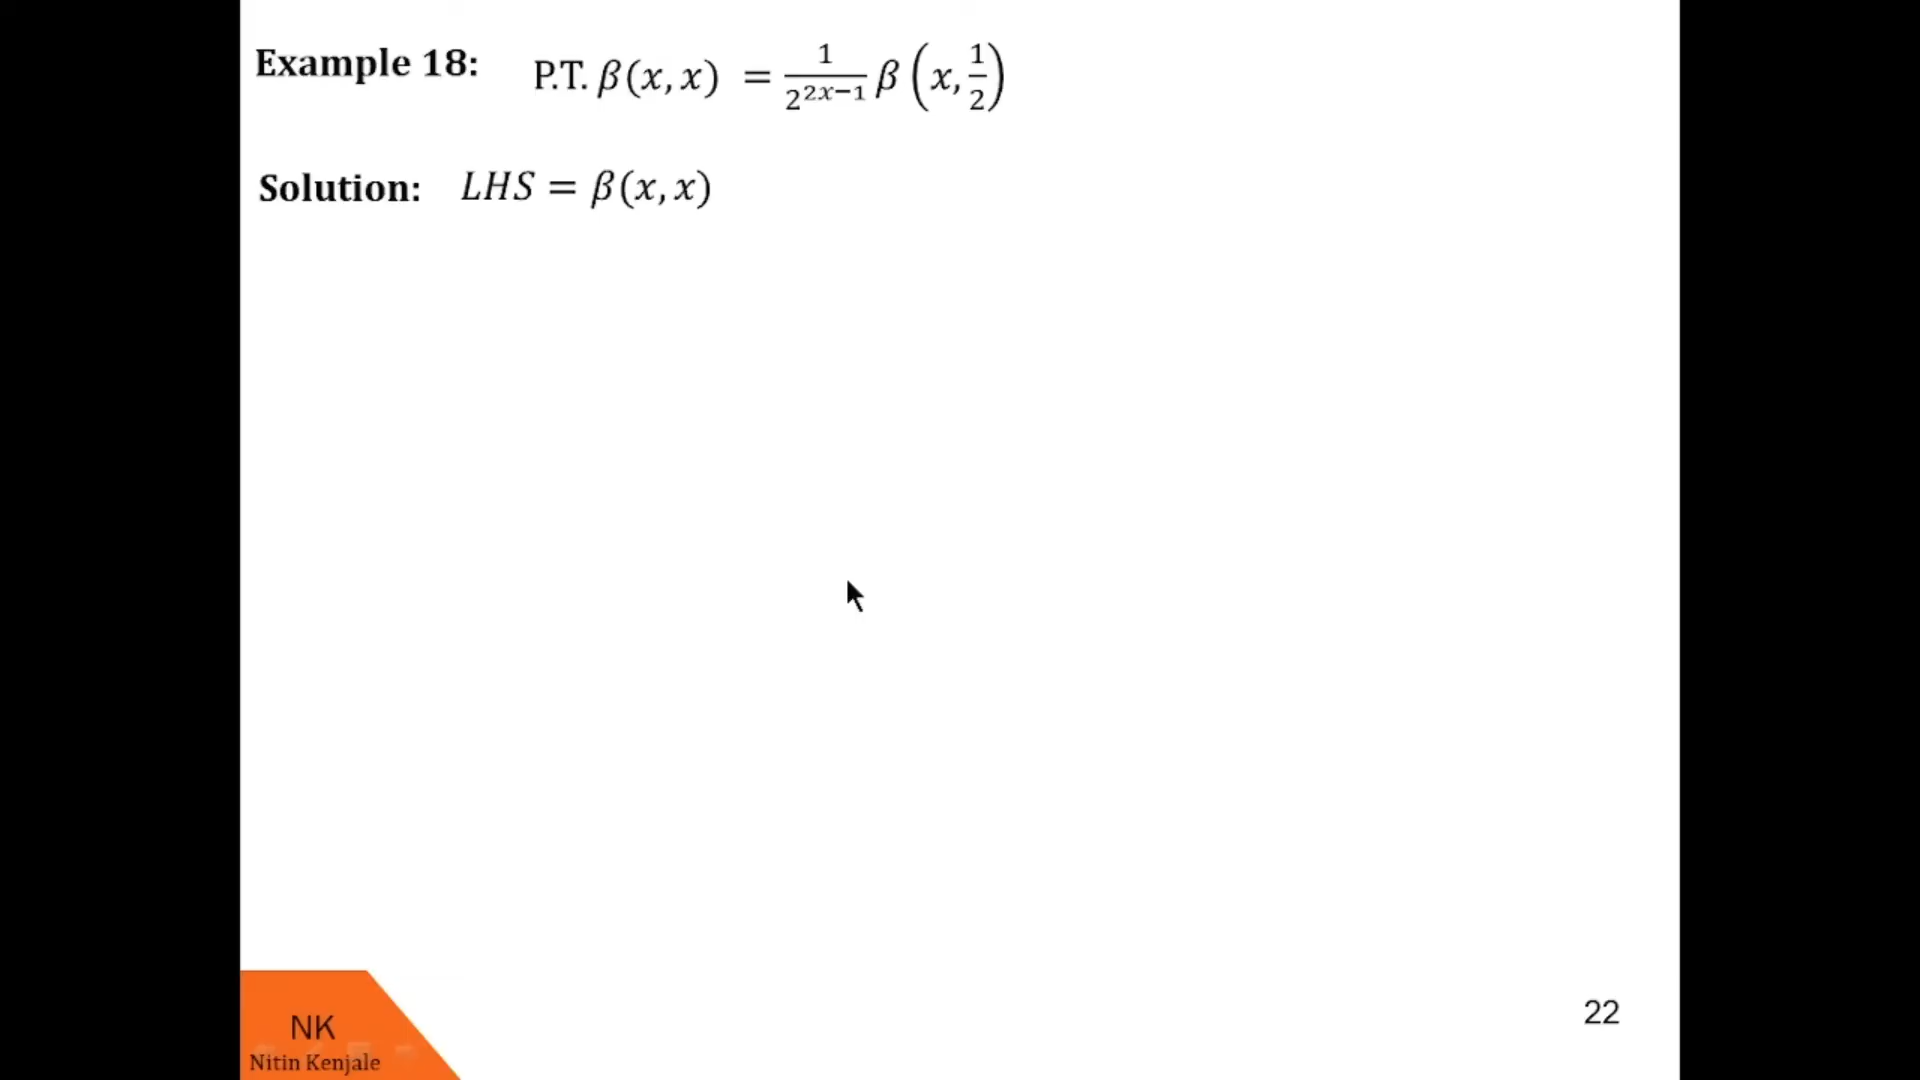 Example 18: P.T. β(x, x) = 1/2^{2x−1} β(x, 1/2)
Solution: LHS = β(x, x)
NK
Nitin Kenjale
22